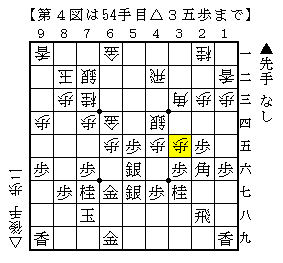 【第４図は54手目△３五歩まで】
９ ８ ７ ６ ５ ４ ３ ２ １
香 金 桂 一
玉 銀 飛 香 二
歩 桂 角 歩 歩 三
歩 歩 金 銀 四
歩 歩 歩 歩 歩 五
歩 歩 銀 歩 角 歩 六
歩 桂 金 銀 歩 桂 七
玉 飛 八
香 金 香 九
▲先手 なし
△後手 歩二